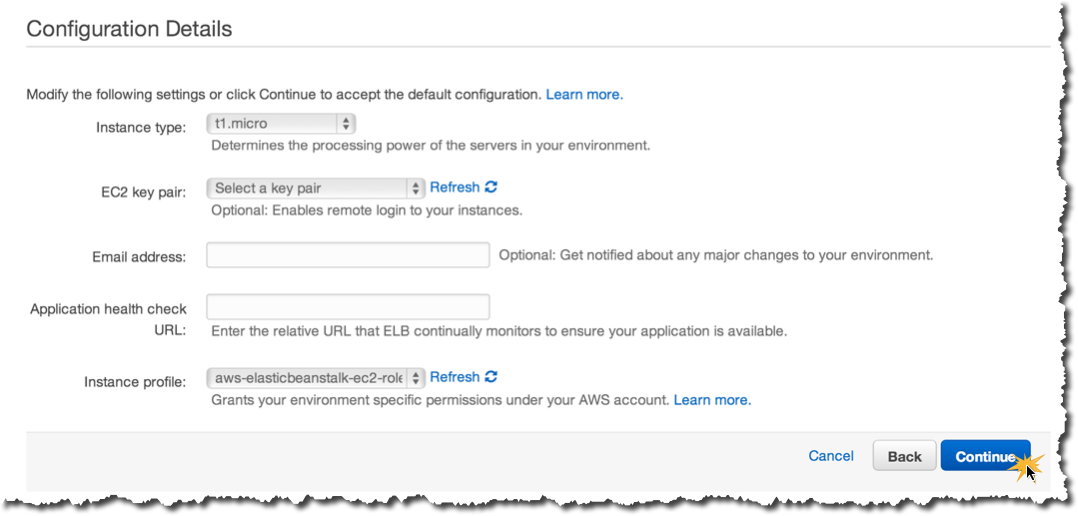 Configuration Details
Modify the following settings or click Continue to accept the default configuration. Learn more.
Instance type: t1.micro
Determines the processing power of the servers in your environment.
EC2 key pair: Select a key pair Refresh
Optional: Enables remote login to your instances.
Email address: Optional: Get notified about any major changes to your environment.
Application health check
URL: Enter the relative URL that ELB continually monitors to ensure your application is available.
Instance profile: aws-elasticbeanstalk-ec2-role Refresh
Grants your environment specific permissions under your AWS account. Learn more.
Cancel Back Continue